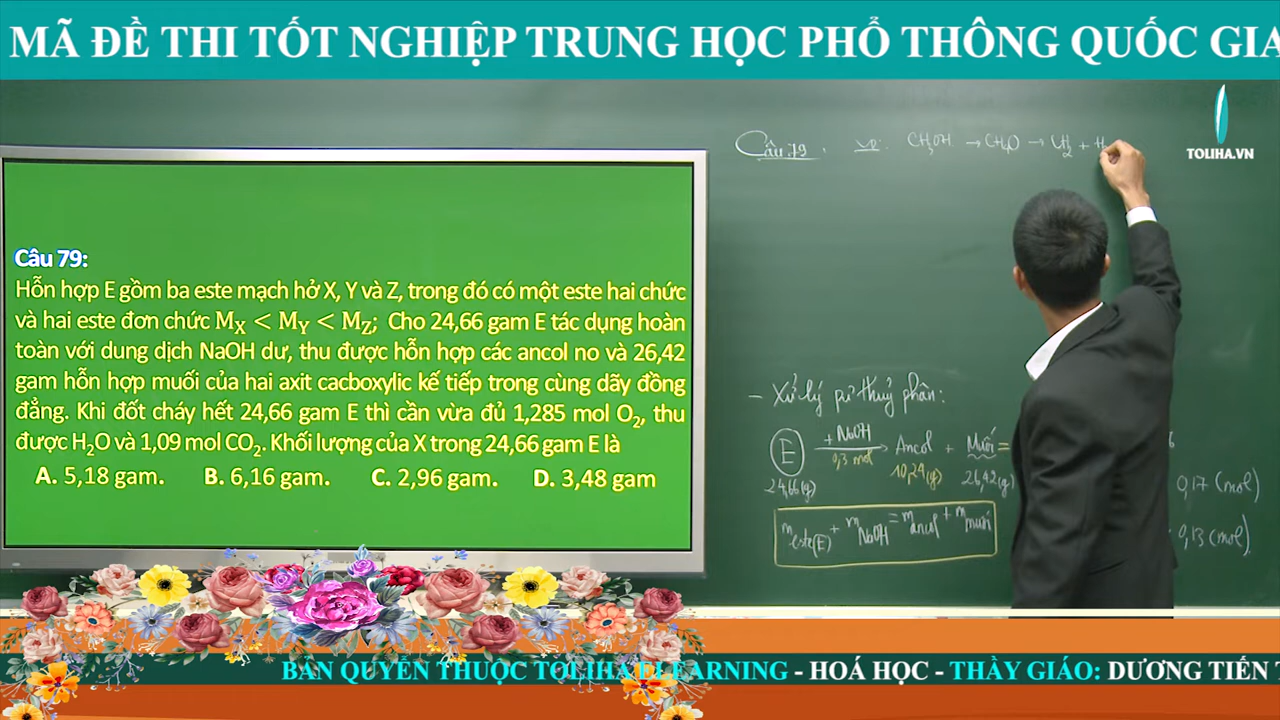 MÃ ĐỀ THI TỐT NGHIỆP TRUNG HỌC PHỔ THÔNG QUỐC GIA
TOLIHA.VN
Câu 79:
Hỗn hợp E gồm ba este mạch hở X, Y và Z, trong đó có một este hai chức
và hai este đơn chức M_X < M_Y < M_Z; Cho 24,66 gam E tác dụng hoàn
toàn với dung dịch NaOH dư, thu được hỗn hợp các ancol no và 26,42
gam hỗn hợp muối của hai axit cacboxylic kế tiếp trong cùng dãy đồng
đẳng. Khi đốt cháy hết 24,66 gam E thì cần vừa đủ 1,285 mol O₂, thu
được H₂O và 1,09 mol CO₂. Khối lượng của X trong 24,66 gam E là
A. 5,18 gam. B. 6,16 gam. C. 2,96 gam. D. 3,48 gam
Câu 79. CH₃OH → CH₄O → CH₂ + H
- Xử lý pứ thuỷ phân:
E + NaOH → Ancol + Muối =
0,3 mol
24,66(g) 10,24(g) 26,42(g)
0,17 (mol)
m este(E) + m NaOH = m ancol + m muối
0,13 (mol)
BẢN QUYỀN THUỘC TOLIHA ELEARNING - HOÁ HỌC - THẦY GIÁO: DƯƠNG TIẾN